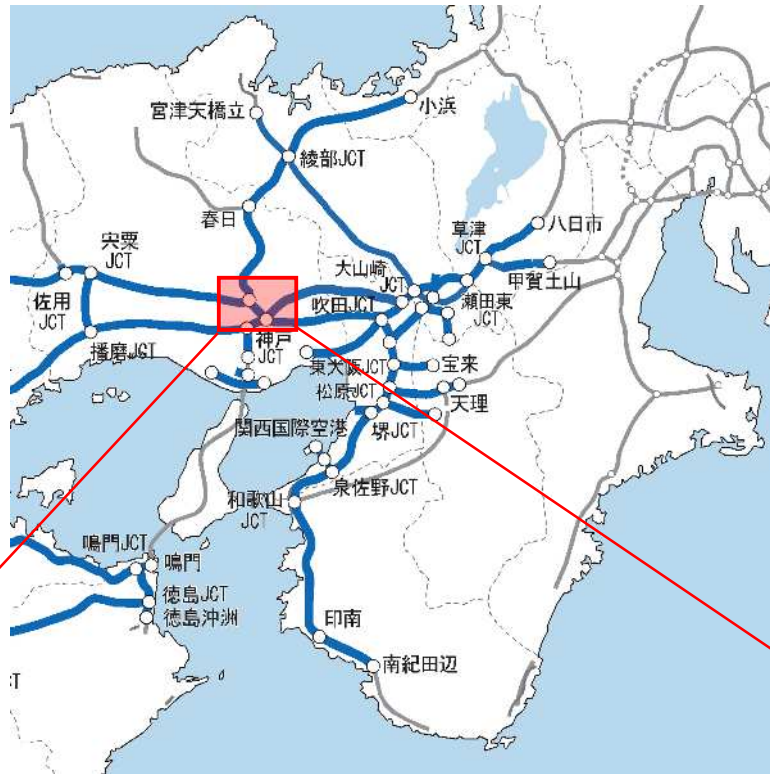 小浜
宮津天橋立
綾部JCT
春日
八日市
草津
JCT
宍粟
JCT
大山崎
JCT
甲賀土山
佐用
JCT
吹田JCT
瀬田東
JCT
播磨JCT
神戸
JCT
東大阪JCT
宝来
松原JCT
天理
関西国際空港
堺JCT
泉佐野JCT
和歌山
JCT
鳴門JCT
鳴門
徳島JCT
徳島沖洲
印南
南紀田辺
CT